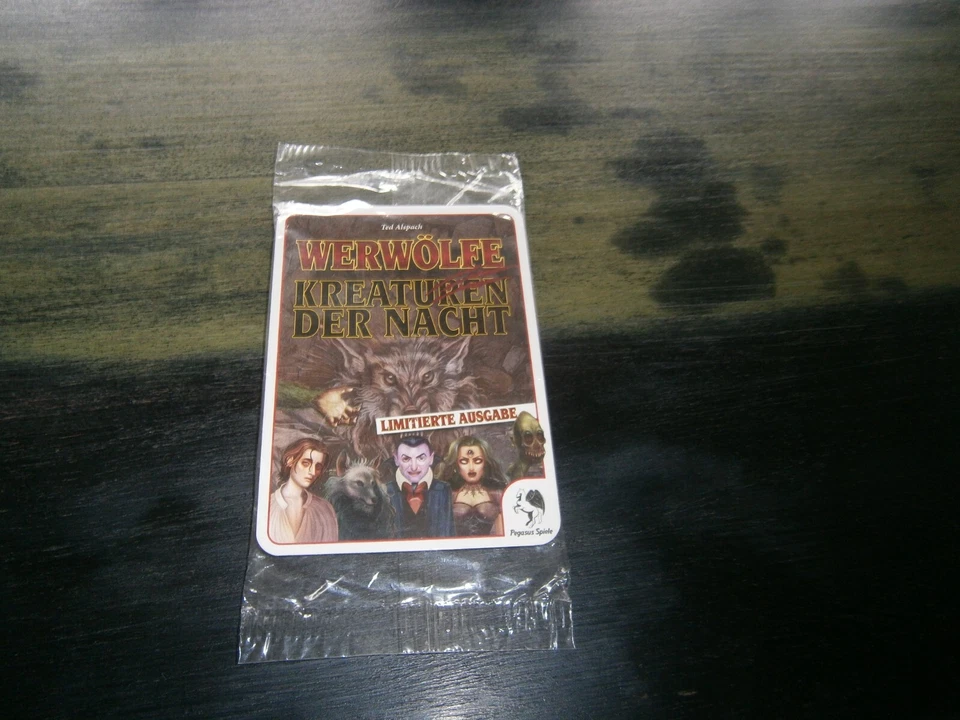 Ted Alspach
WERWÖLFE
KREATUREN
DER NACHT
LIMITIERTE AUSGABE
Pegasus Spiele